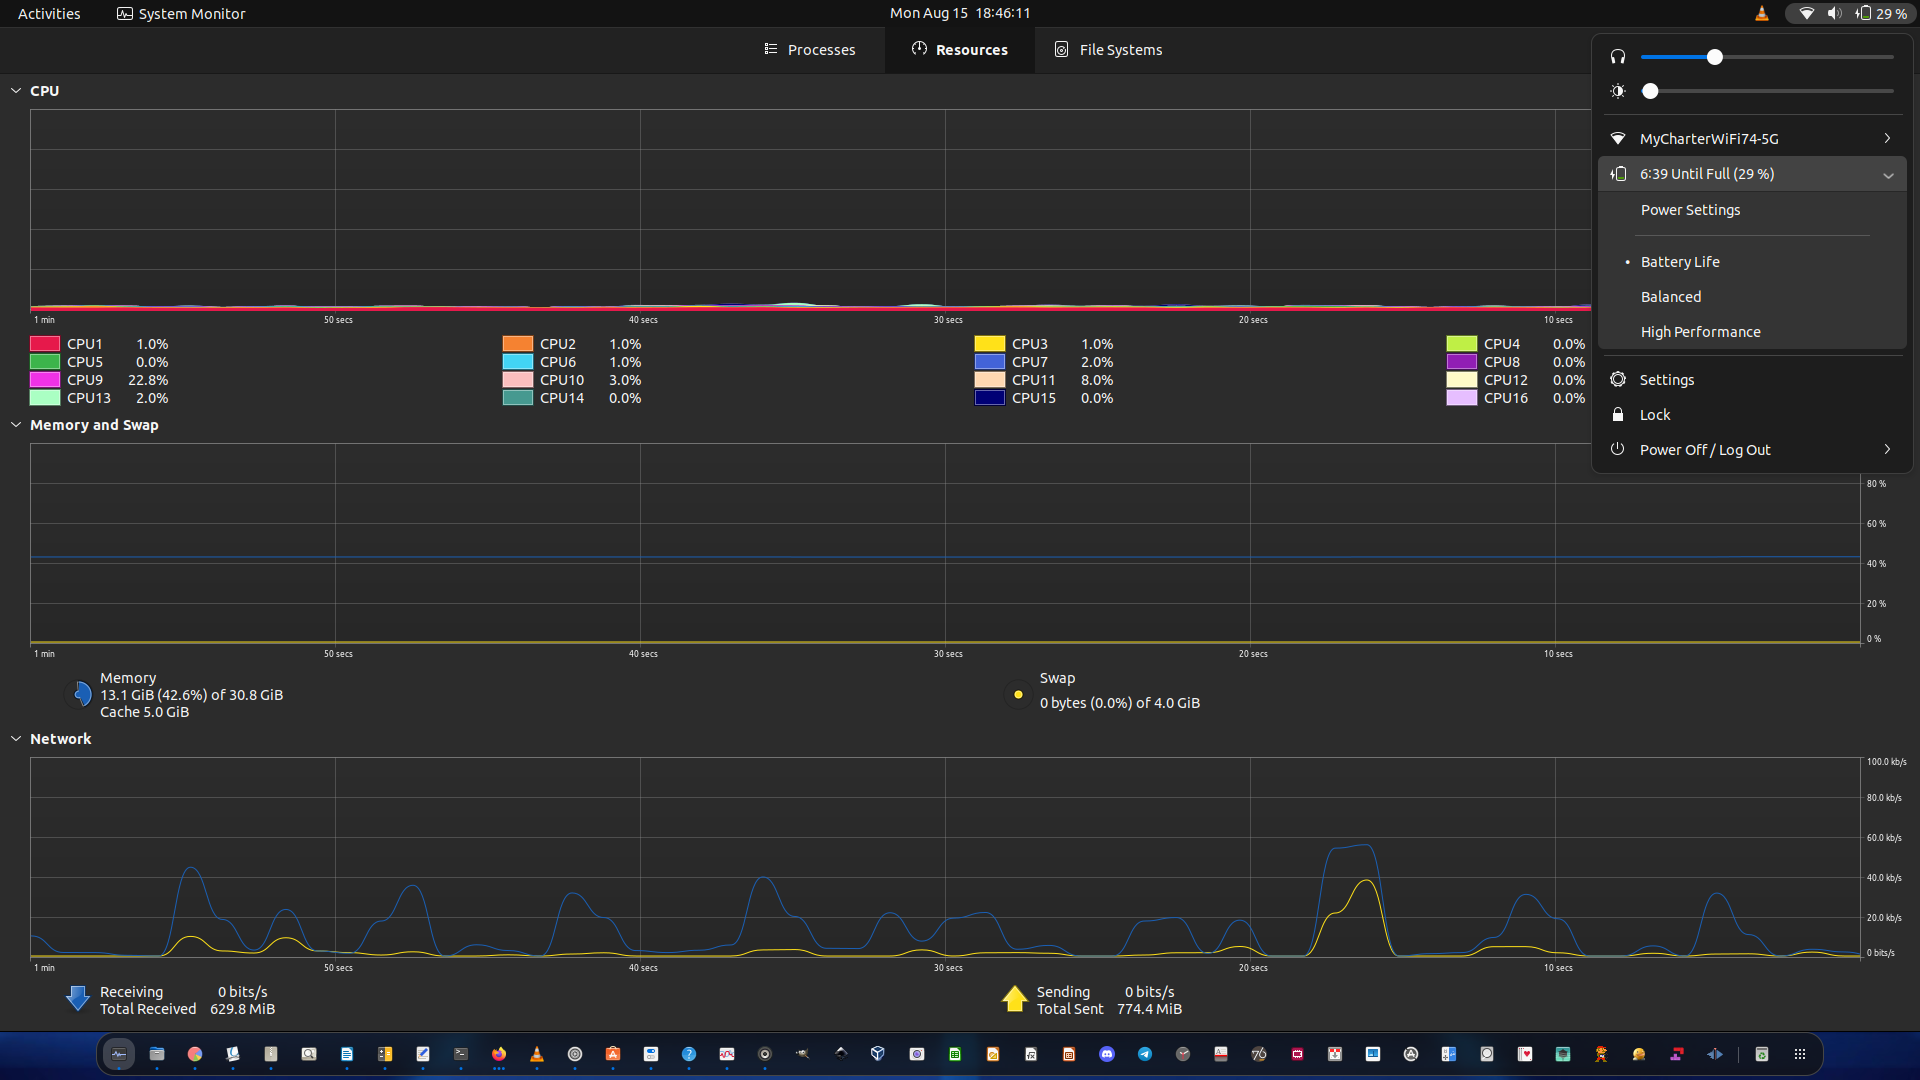 Activities System Monitor Mon Aug 15 18:46:11 29 %
Processes Resources File Systems
CPU
1 min 50 secs 40 secs 30 secs 20 secs 10 secs
CPU1 1.0% CPU2 1.0% CPU3 1.0% CPU4 0.0%
CPU5 0.0% CPU6 1.0% CPU7 2.0% CPU8 0.0%
CPU9 22.8% CPU10 3.0% CPU11 8.0% CPU12 0.0%
CPU13 2.0% CPU14 0.0% CPU15 0.0% CPU16 0.0%
MyCharterWiFi74-5G
6:39 Until Full (29 %)
Power Settings
Battery Life
Balanced
High Performance
Settings
Lock
Power Off / Log Out
Memory and Swap
80 %
60 %
40 %
20 %
0 %
1 min 50 secs 40 secs 30 secs 20 secs 10 secs
Memory
13.1 GiB (42.6%) of 30.8 GiB
Cache 5.0 GiB
Swap
0 bytes (0.0%) of 4.0 GiB
Network
100.0 kb/s
80.0 kb/s
60.0 kb/s
40.0 kb/s
20.0 kb/s
0 bits/s
1 min 50 secs 40 secs 30 secs 20 secs 10 secs
Receiving 0 bits/s
Total Received 629.8 MiB
Sending 0 bits/s
Total Sent 774.4 MiB
76